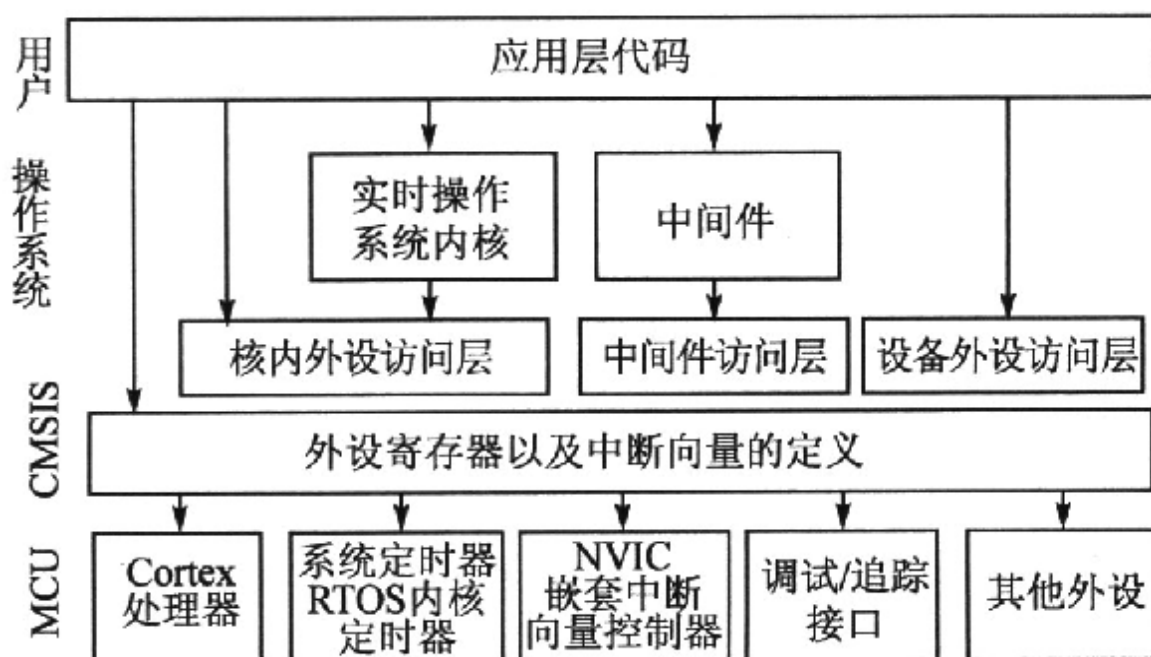 用户
应用层代码
操作系统
实时操作
系统内核
中间件
核内外设访问层
中间件访问层
设备外设访问层
CMSIS
外设寄存器以及中断向量的定义
MCU
Cortex
处理器
系统定时器
RTOS内核
定时器
NVIC
嵌套中断
向量控制器
调试/追踪
接口
其他外设